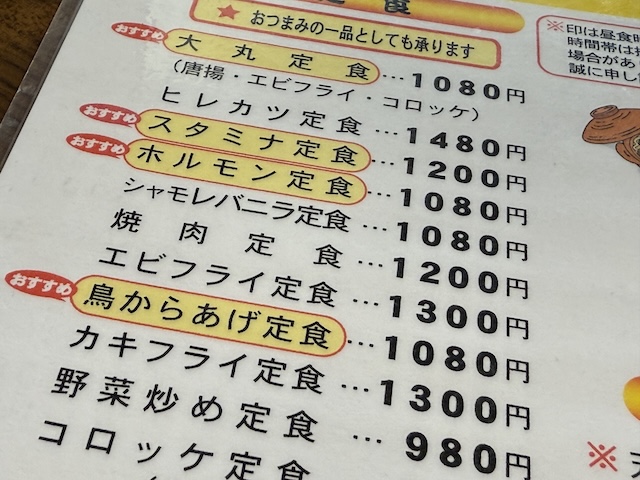 定食
★ おつまみの一品としても承ります
※印は昼食時
時間帯は
場合があ
誠に申し
おすすめ 大丸定食…1080円
(唐揚・エビフライ・コロッケ)
ヒレカツ定食…1480円
おすすめ スタミナ定食…1200円
おすすめ ホルモン定食…1080円
シャモレバニラ定食…1080円
焼肉定食…1200円
エビフライ定食…1300円
おすすめ 鳥からあげ定食…1080円
カキフライ定食…1300円
野菜炒め定食…980円
コロッケ定食
※